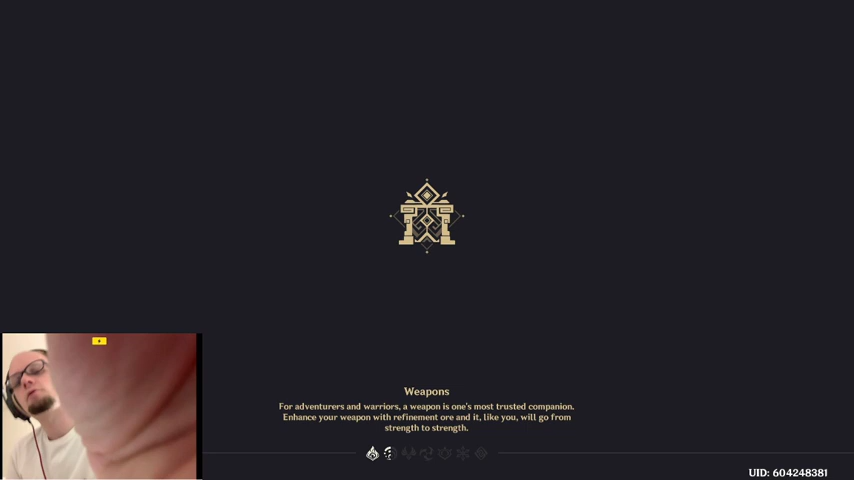 Weapons
For adventurers and warriors, a weapon is one's most trusted companion.
Enhance your weapon with refinement ore and it, like you, will go from
strength to strength.
UID: 604248381